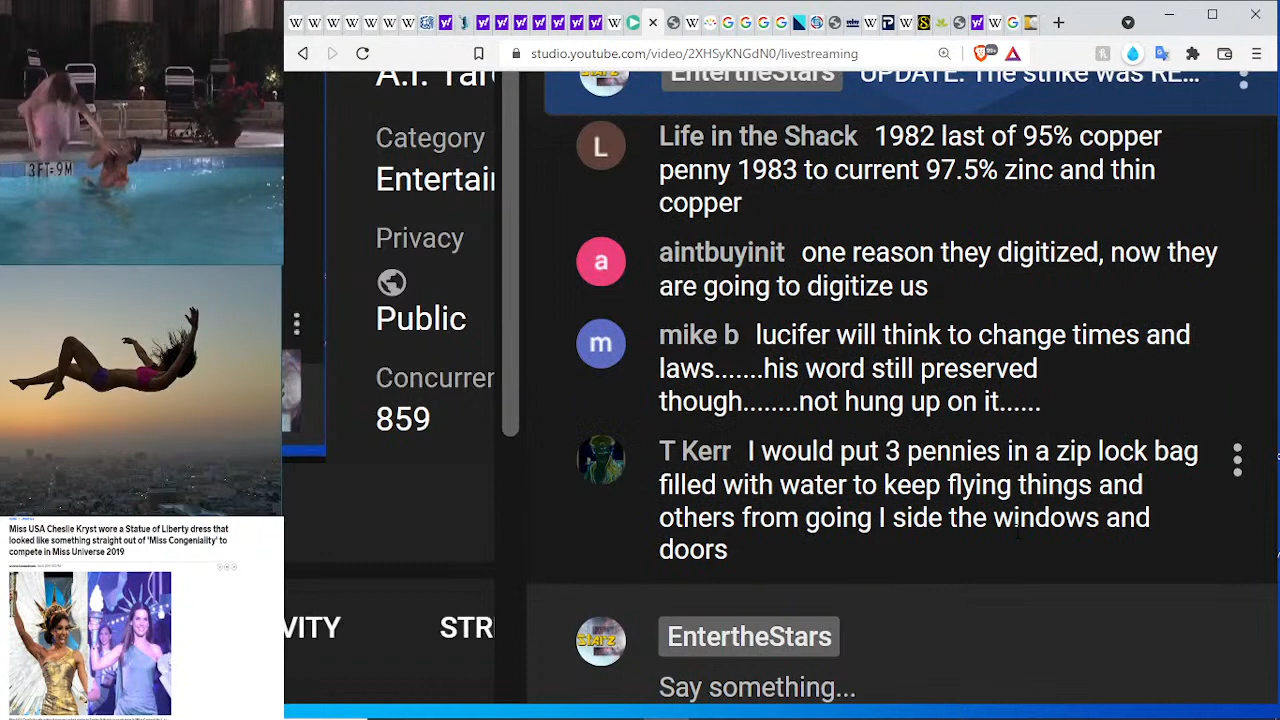 3 FT=9M
Miss USA Cheslie Kryst wore a Statue of Liberty dress that
looked like something straight out of 'Miss Congeniality' to
compete in Miss Universe 2019
studio.youtube.com/video/2XHSyKNGdN0/livestreaming
99+
A.I. Tar
Category
Entertai
Privacy
Public
Concurrer
859
VITY
STR
EntertheStars UPDATE: The strike was RE...
Life in the Shack 1982 last of 95% copper
penny 1983 to current 97.5% zinc and thin
copper
aintbuyinit one reason they digitized, now they
are going to digitize us
mike b lucifer will think to change times and
laws.......his word still preserved
though........not hung up on it......
T Kerr I would put 3 pennies in a zip lock bag
filled with water to keep flying things and
others from going I side the windows and
doors
EntertheStars
Say something...